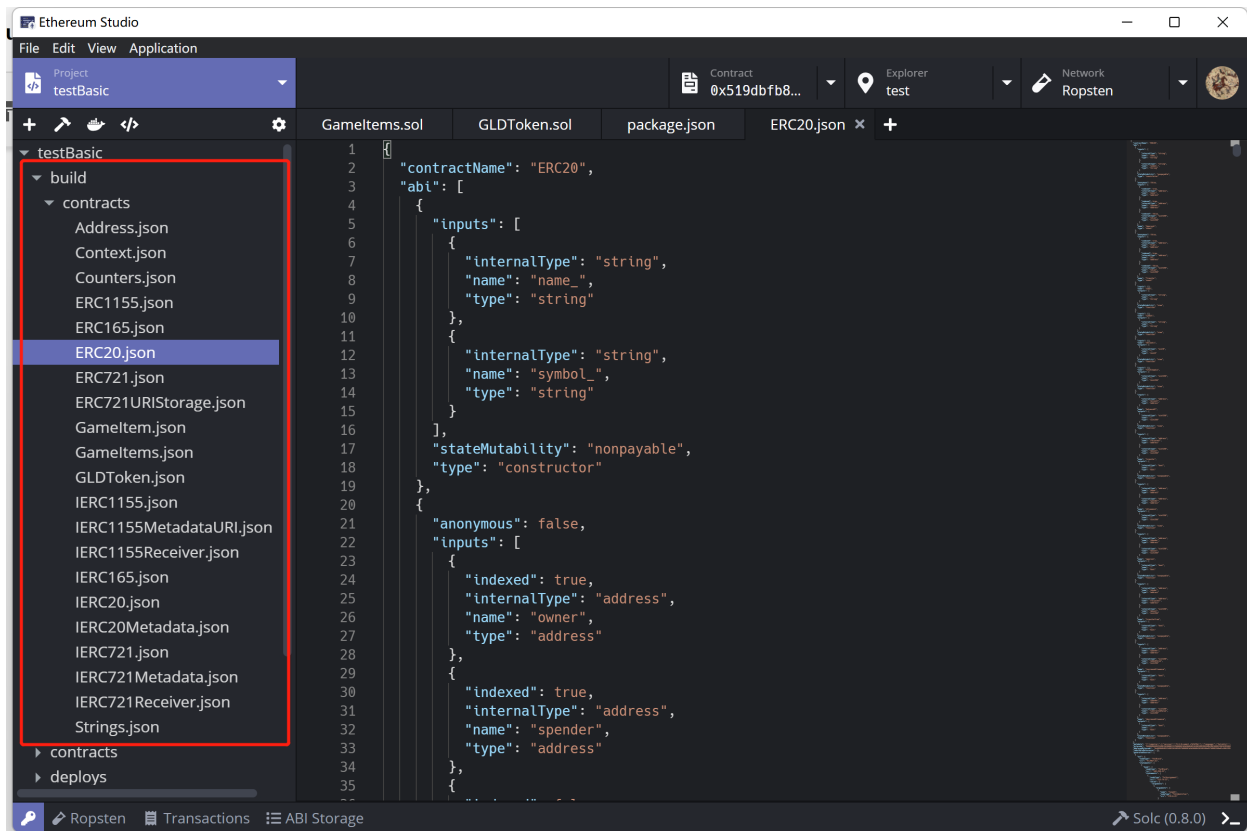 Ethereum Studio
File Edit View Application
Project
testBasic
Contract
0x519dbfb8...
Explorer
test
Network
Ropsten
GameItems.sol GLDToken.sol package.json ERC20.json
testBasic
build
contracts
Address.json
Context.json
Counters.json
ERC1155.json
ERC165.json
ERC20.json
ERC721.json
ERC721URIStorage.json
GameItem.json
GameItems.json
GLDToken.json
IERC1155.json
IERC1155MetadataURI.json
IERC1155Receiver.json
IERC165.json
IERC20.json
IERC20Metadata.json
IERC721.json
IERC721Metadata.json
IERC721Receiver.json
Strings.json
contracts
deploys
1 {
2 "contractName": "ERC20",
3 "abi": [
4 {
5 "inputs": [
6 {
7 "internalType": "string",
8 "name": "name_",
9 "type": "string"
10 },
11 {
12 "internalType": "string",
13 "name": "symbol_",
14 "type": "string"
15 }
16 ],
17 "stateMutability": "nonpayable",
18 "type": "constructor"
19 },
20 {
21 "anonymous": false,
22 "inputs": [
23 {
24 "indexed": true,
25 "internalType": "address",
26 "name": "owner",
27 "type": "address"
28 },
29 {
30 "indexed": true,
31 "internalType": "address",
32 "name": "spender",
33 "type": "address"
34 },
35 {
Ropsten Transactions ABI Storage Solc (0.8.0)